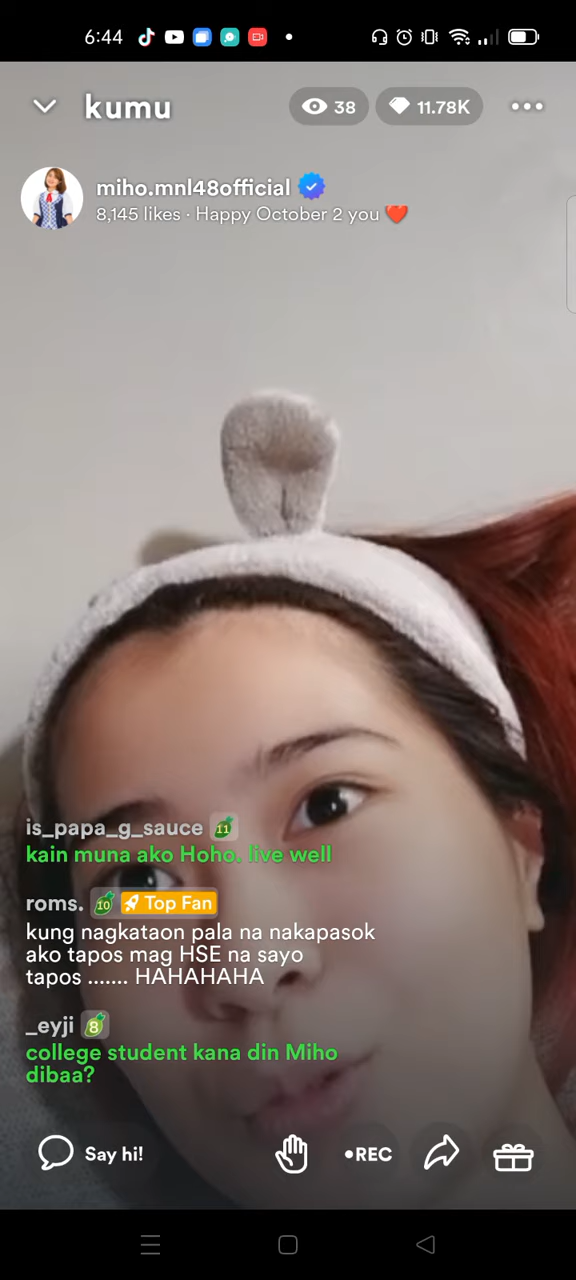 6:44
kumu
38
11.78K
miho.mnl48official
8,145 likes · Happy October 2 you ❤️
is_papa_g_sauce 11
kain muna ako Hoho. live well
roms. 10 Top Fan
kung nagkataon pala na nakapasok
ako tapos mag HSE na sayo
tapos ....... HAHAHAHA
_eyji 8
college student kana din Miho
dibaa?
Say hi!
•REC